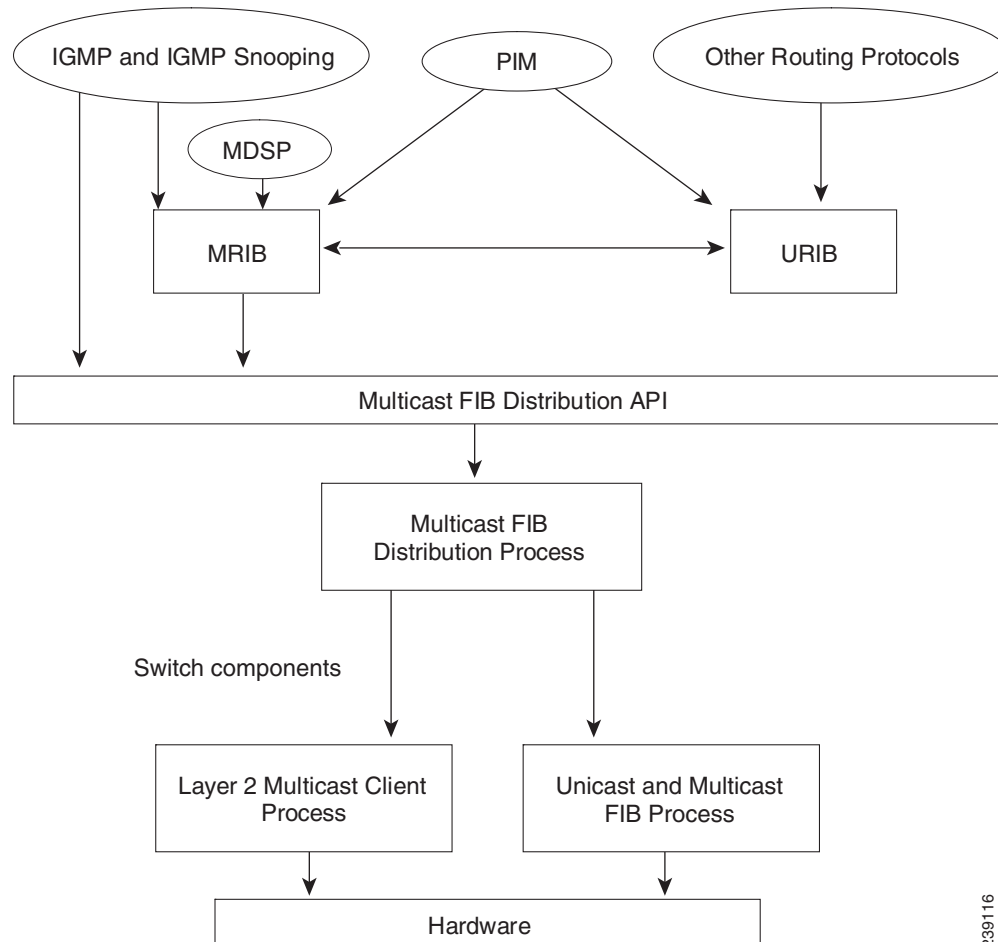 IGMP and IGMP Snooping
PIM
Other Routing Protocols
MDSP
MRIB
URIB
Multicast FIB Distribution API
Multicast FIB
Distribution Process
Switch components
Layer 2 Multicast Client
Process
Unicast and Multicast
FIB Process
Hardware